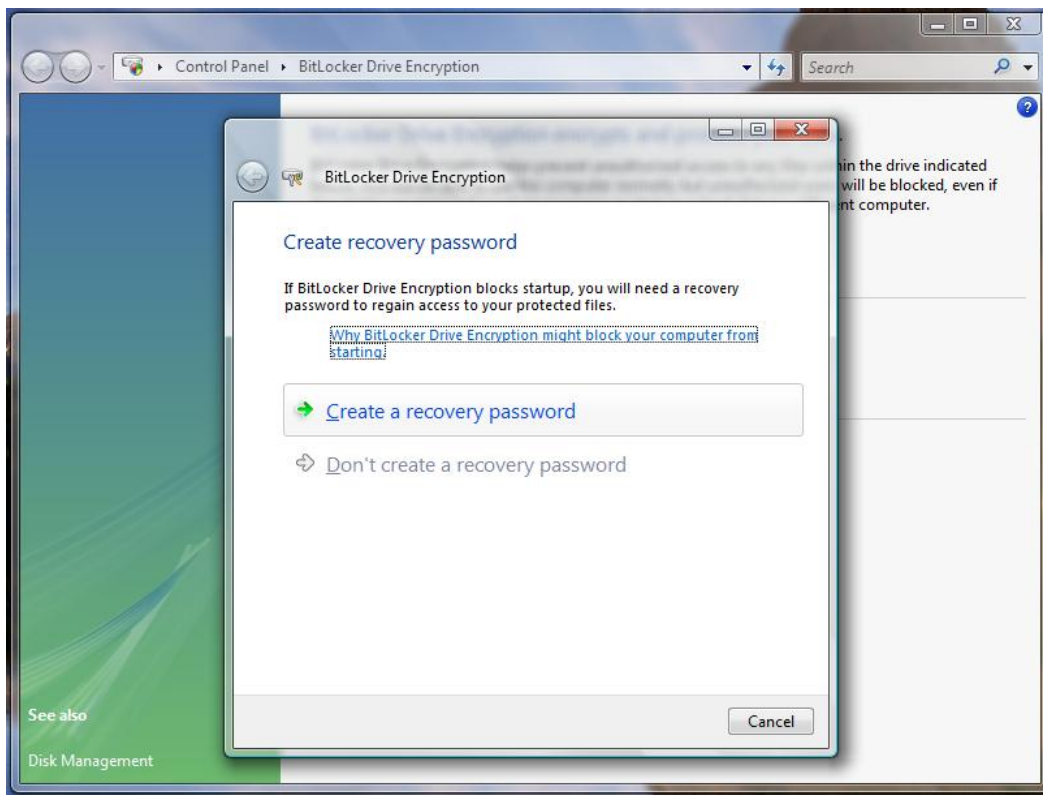 Control Panel ▸ BitLocker Drive Encryption
Search
in the drive indicated
will be blocked, even if
nt computer.
BitLocker Drive Encryption
Create recovery password
If BitLocker Drive Encryption blocks startup, you will need a recovery
password to regain access to your protected files.
Why BitLocker Drive Encryption might block your computer from
starting.
Create a recovery password
Don't create a recovery password
Cancel
See also
Disk Management